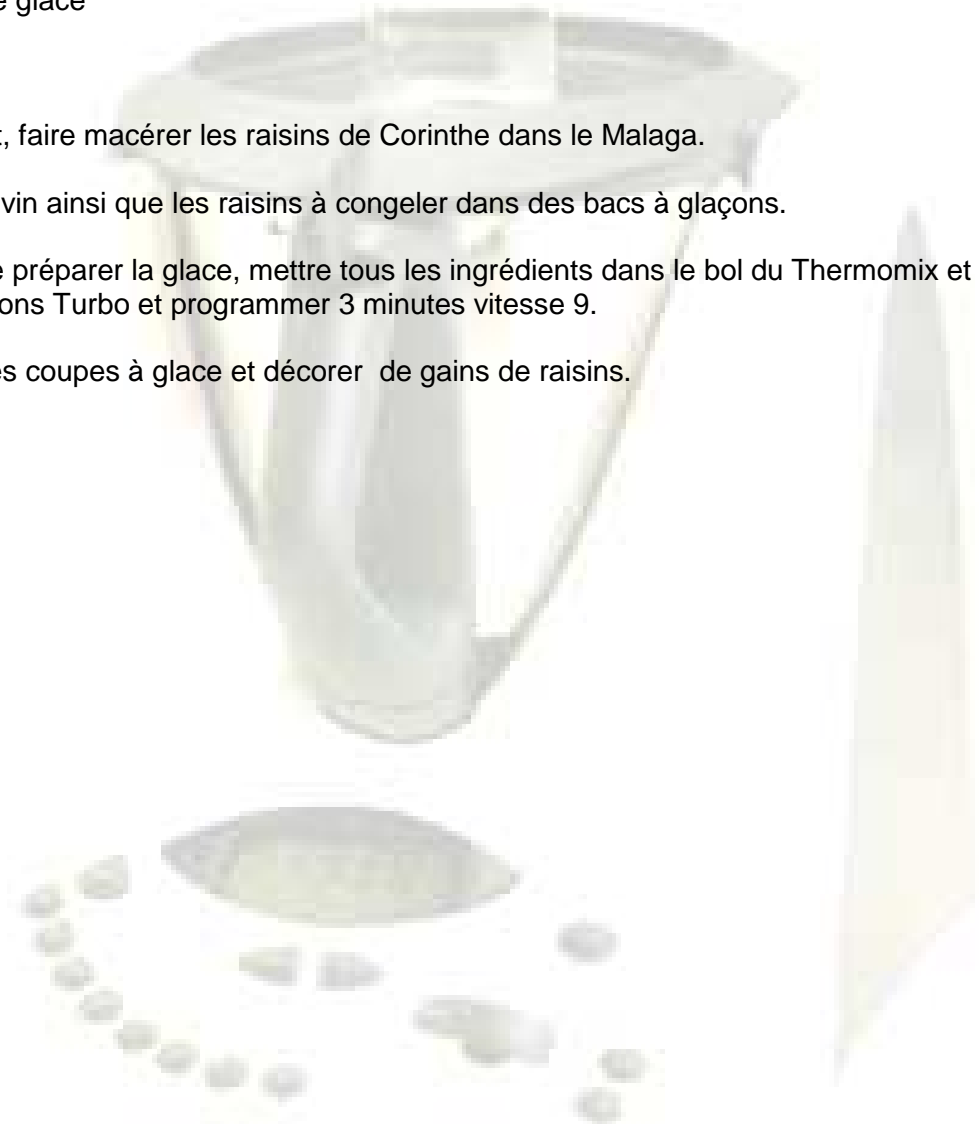 e glace
t, faire macérer les raisins de Corinthe dans le Malaga.
vin ainsi que les raisins à congeler dans des bacs à glaçons.
e préparer la glace, mettre tous les ingrédients dans le bol du Thermomix et
ons Turbo et programmer 3 minutes vitesse 9.
es coupes à glace et décorer  de gains de raisins.